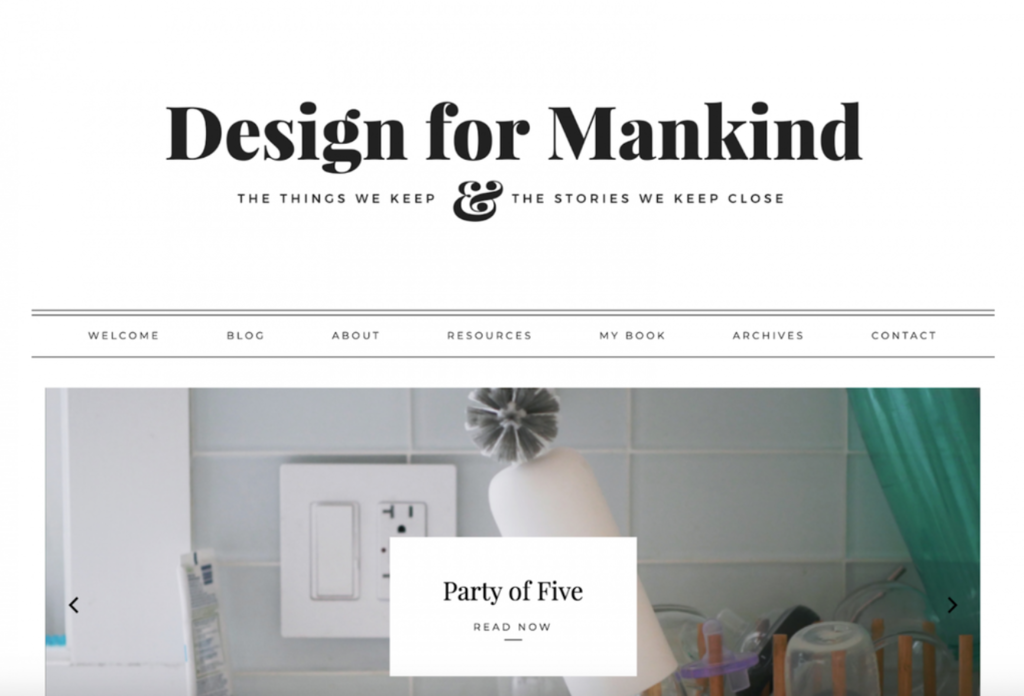 Design for Mankind
THE THINGS WE KEEP & THE STORIES WE KEEP CLOSE
WELCOME BLOG ABOUT RESOURCES MY BOOK ARCHIVES CONTACT
Party of Five
READ NOW